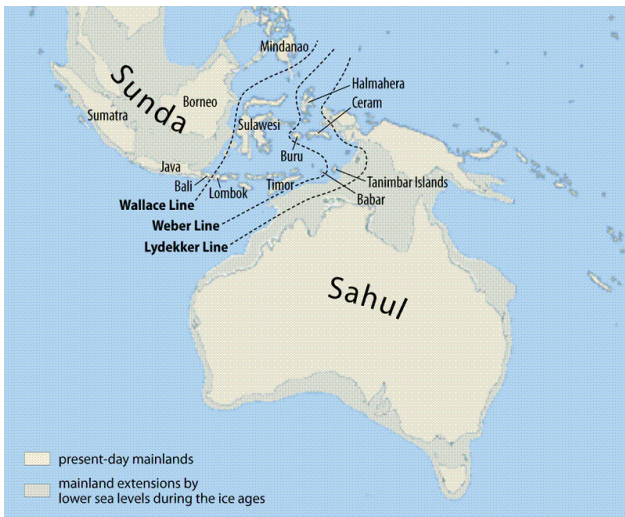 Mindanao
Sunda
Halmahera
Borneo
Ceram
Sumatra
Sulawesi
Buru
Java
Tanimbar Islands
Bali
Lombok
Timor
Babar
Wallace Line
Weber Line
Lydekker Line
Sahul
present-day mainlands
mainland extensions by
lower sea levels during the ice ages